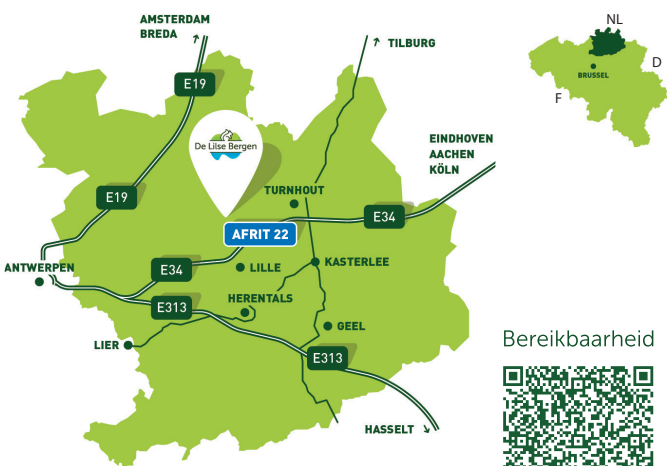 AMSTERDAM
BREDA
TILBURG
E19
De Lilse Bergen
EINDHOVEN
AACHEN
KÖLN
TURNHOUT
E19
E34
AFRIT 22
ANTWERPEN
E34
LILLE
KASTERLEE
E313
HERENTALS
GEEL
LIER
E313
HASSELT
NL
D
BRUSSEL
F
Bereikbaarheid